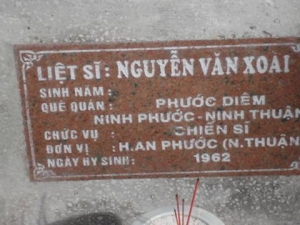 LIỆT SĨ: NGUYỄN VĂN XOÀI
SINH NĂM:
QUÊ QUÁN: PHƯỚC DIÊM
NINH PHƯỚC-NINH THUẬN
CHỨC VỤ: CHIẾN SĨ
ĐƠN VỊ: H.AN PHƯỚC (N.THUẬN
NGÀY HY SINH: 1962